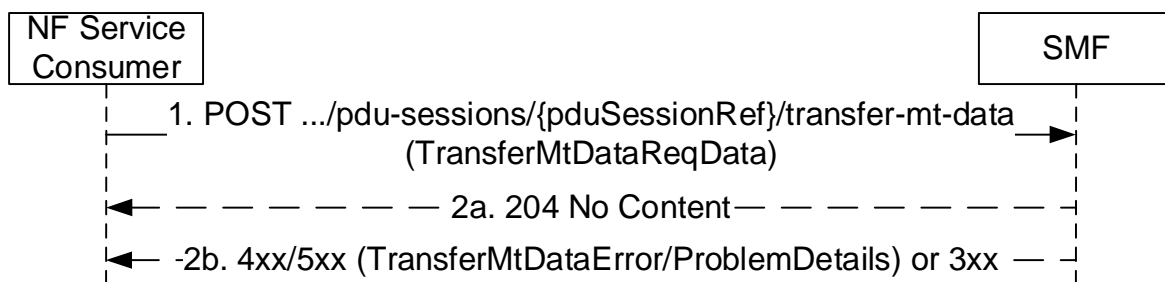 NF Service
Consumer
SMF
1. POST .../pdu-sessions/{pduSessionRef}/transfer-mt-data
(TransferMtDataReqData)
2a. 204 No Content
2b. 4xx/5xx (TransferMtDataError/ProblemDetails) or 3xx